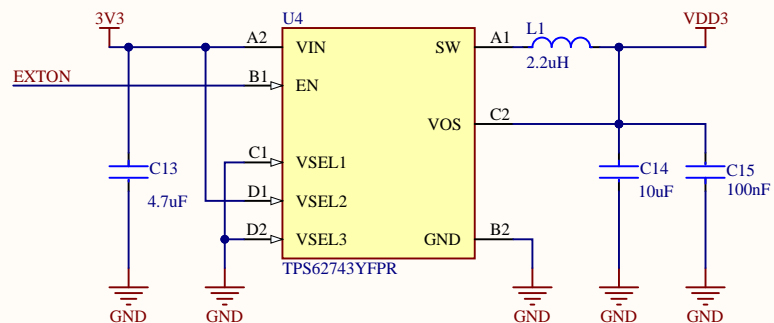 3V3
U4
VDD3
A2
VIN
SW
A1
L1
2.2uH
EXTON
B1
EN
VOS
C2
C1
VSEL1
C13
4.7uF
D1
VSEL2
C14
10uF
C15
100nF
D2
VSEL3
GND
B2
TPS62743YFPR
GND
GND
GND
GND
GND